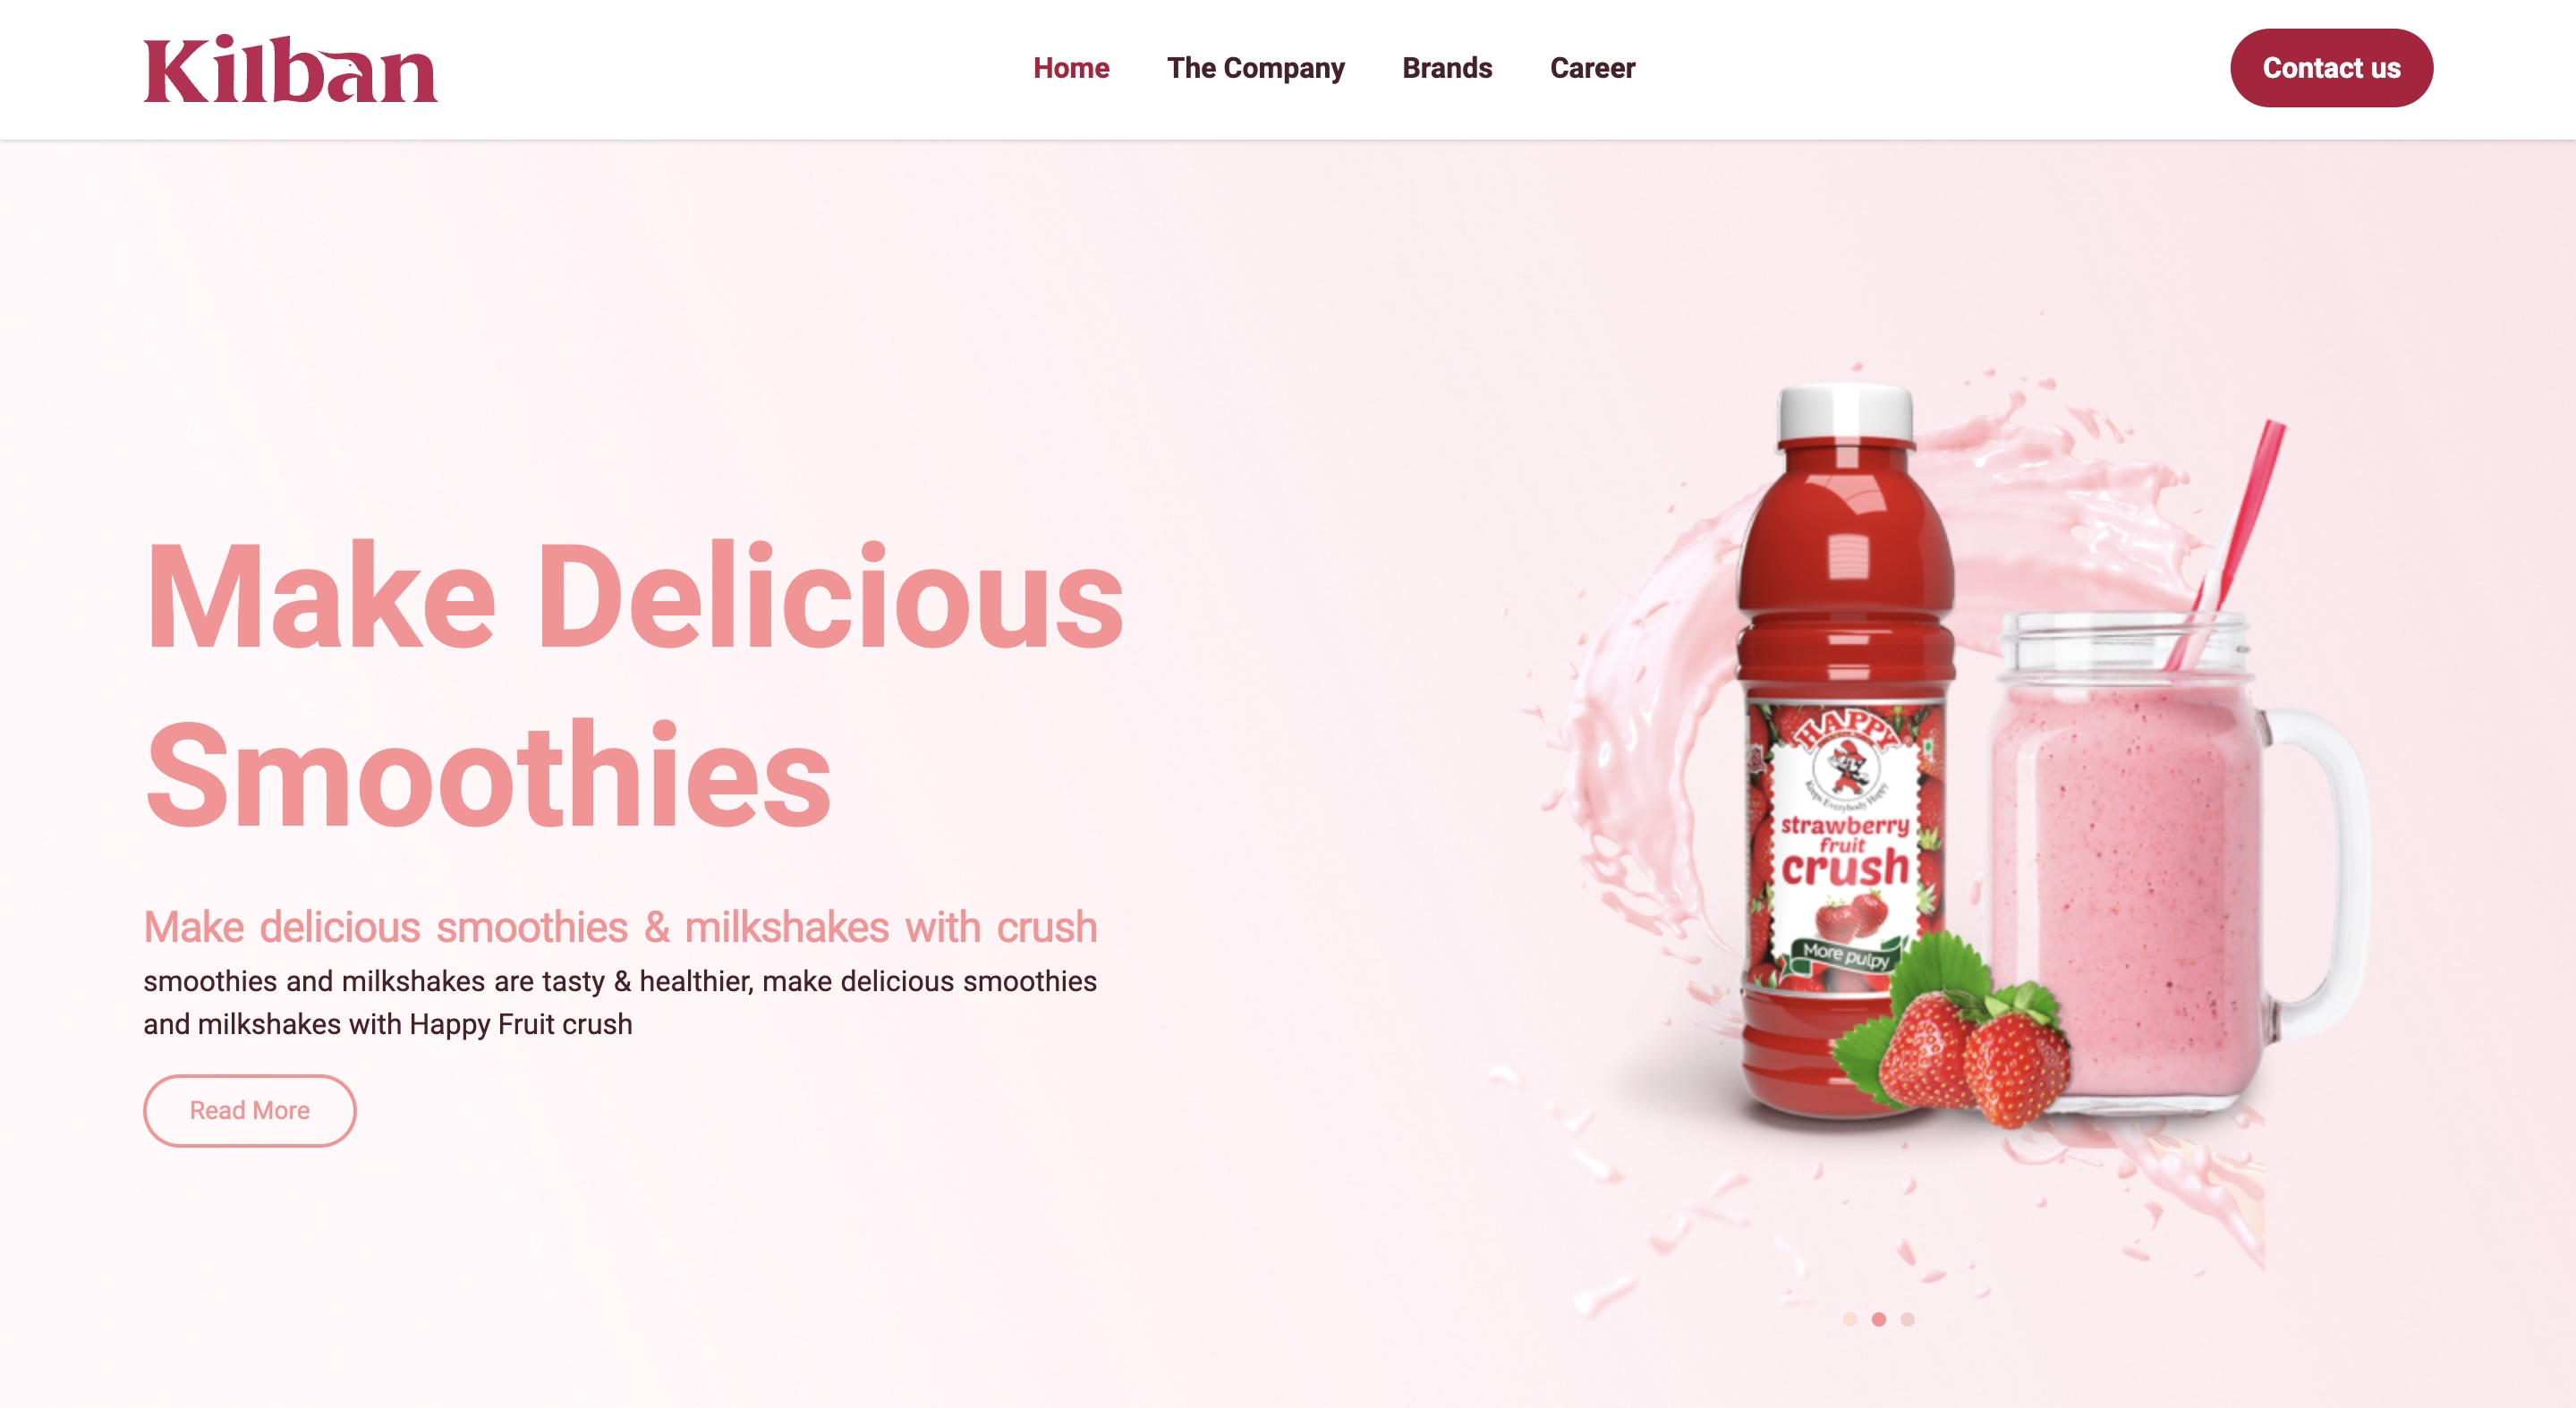 Kilban
Home
The Company
Brands
Career
Contact us
Make Delicious
Smoothies
Make delicious smoothies & milkshakes with crush
smoothies and milkshakes are tasty & healthier, make delicious smoothies
and milkshakes with Happy Fruit crush
Read More
HAPPY
Keeps Everybody Happy
strawberry
fruit
crush
More pulpy